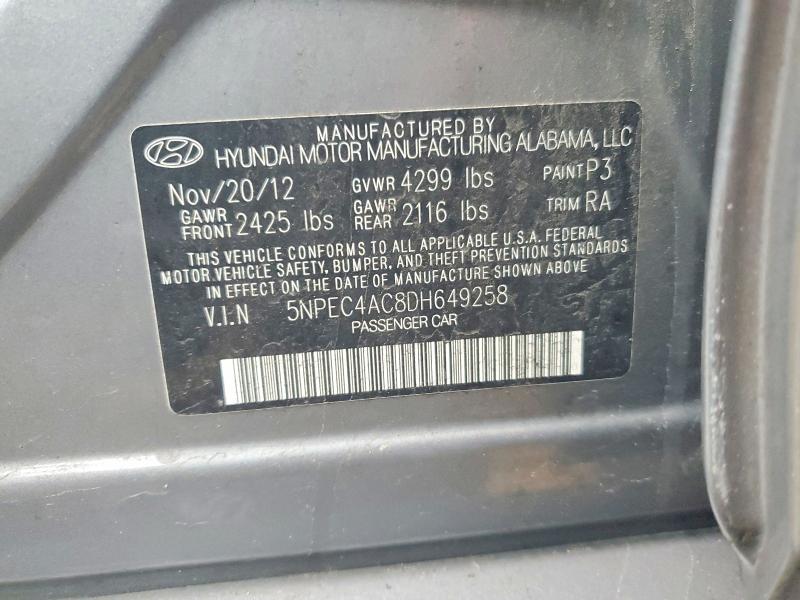 MANUFACTURED BY
HYUNDAI MOTOR MANUFACTURING ALABAMA, LLC
Nov/20/12 GVWR 4299 lbs PAINT P3
GAWR FRONT 2425 lbs GAWR REAR 2116 lbs TRIM RA
THIS VEHICLE CONFORMS TO ALL APPLICABLE U.S.A. FEDERAL
MOTOR VEHICLE SAFETY, BUMPER, AND THEFT PREVENTION STANDARDS
IN EFFECT ON THE DATE OF MANUFACTURE SHOWN ABOVE
V.I.N 5NPEC4AC8DH649258
PASSENGER CAR